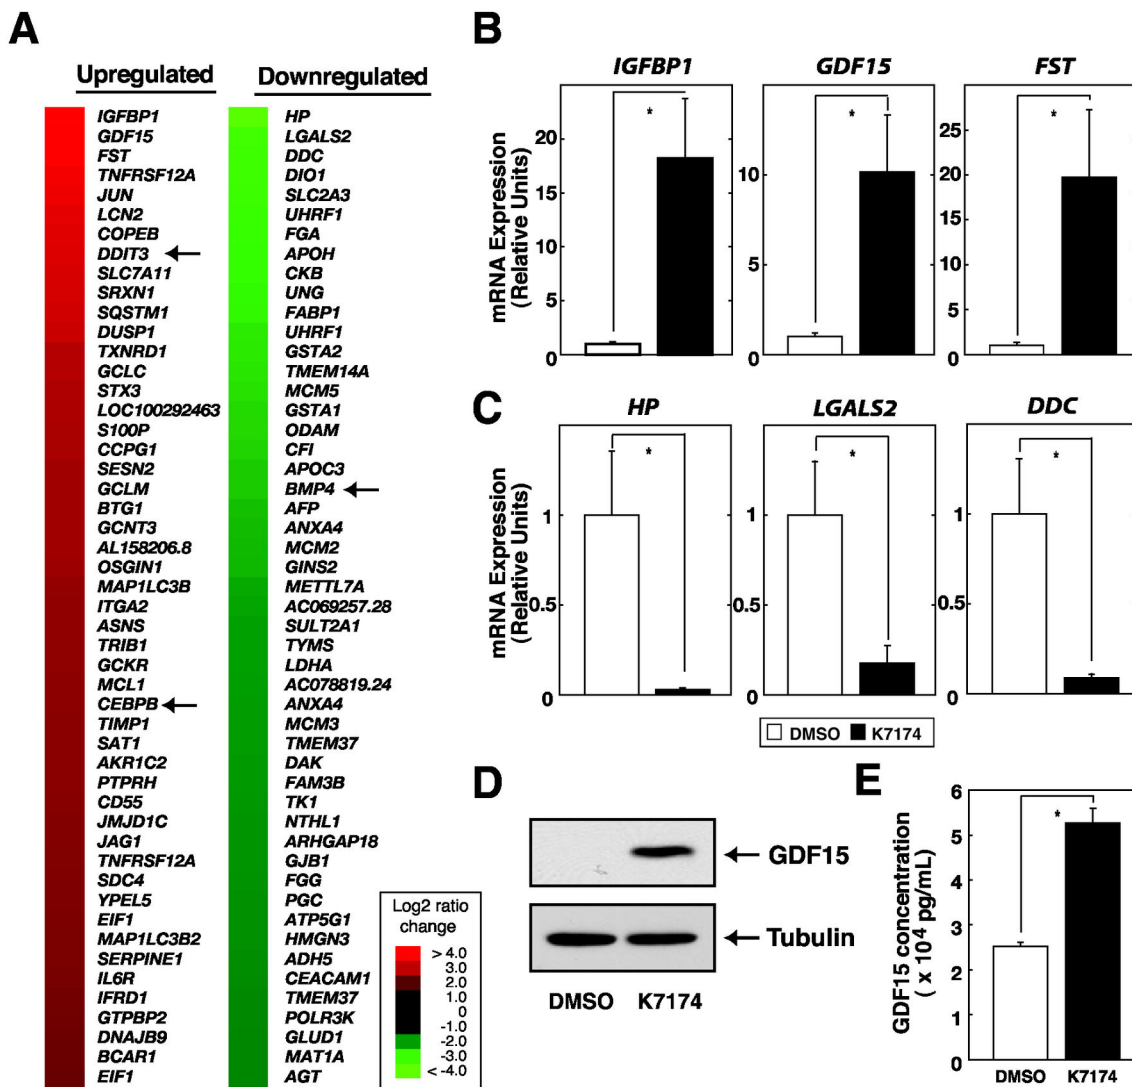 A
Upregulated
Downregulated
IGFBP1
GDF15
FST
TNFRSF12A
JUN
LCN2
COPEB
DDIT3
SLC7A11
SRXN1
SQSTM1
DUSP1
TXNRD1
GCLC
STX3
LOC100292463
S100P
CCPG1
SESN2
GCLM
BTG1
GCNT3
AL158206.8
OSGIN1
MAP1LC3B
ITGA2
ASNS
TRIB1
GCKR
MCL1
CEBPB
TIMP1
SAT1
AKR1C2
PTPRH
CD55
JMJD1C
JAG1
TNFRSF12A
SDC4
YPEL5
EIF1
MAP1LC3B2
SERPINE1
IL6R
IFRD1
GTPBP2
DNAJB9
BCAR1
EIF1
HP
LGALS2
DDC
DIO1
SLC2A3
UHRF1
FGA
APOH
CKB
UNG
FABP1
UHRF1
GSTA2
TMEM14A
MCM5
GSTA1
ODAM
CFI
APOC3
BMP4
AFP
ANXA4
MCM2
GINS2
METTL7A
AC069257.28
SULT2A1
TYMS
LDHA
AC078819.24
ANXA4
MCM3
TMEM37
DAK
FAM3B
TK1
NTHL1
ARHGAP18
GJB1
FGG
PGC
ATP5G1
HMGN3
ADH5
CEACAM1
TMEM37
POLR3K
GLUD1
MAT1A
AGT
Log2 ratio
change
> 4.0
3.0
2.0
1.0
0
-1.0
-2.0
-3.0
< -4.0
B
IGFBP1
GDF15
FST
mRNA Expression
(Relative Units)
20
15
10
5
0
*
10
5
0
*
25
20
15
10
5
0
*
C
HP
LGALS2
DDC
mRNA Expression
(Relative Units)
1
0.5
0
*
1
0.5
0
*
1
0.5
0
*
DMSO K7174
D
GDF15
Tubulin
DMSO K7174
E
GDF15 concentration
( x 10⁴ pg/mL)
6
5
4
3
2
1
0
*
DMSO K7174